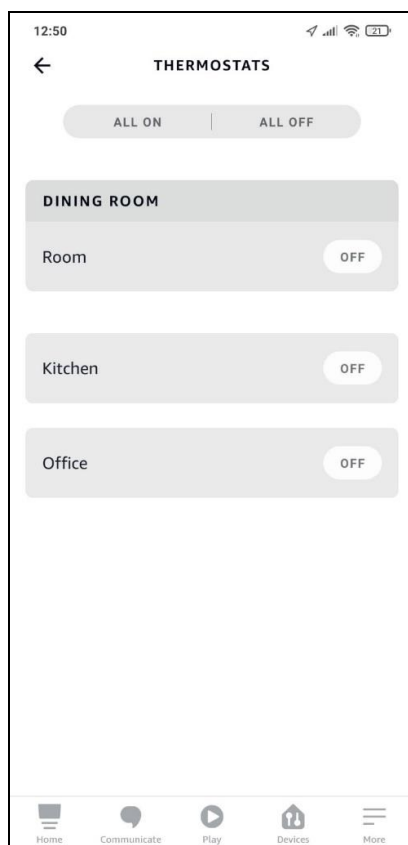 12:50 21
THERMOSTATS
ALL ON ALL OFF
DINING ROOM
Room OFF
Kitchen OFF
Office OFF
Home Communicate Play Devices More